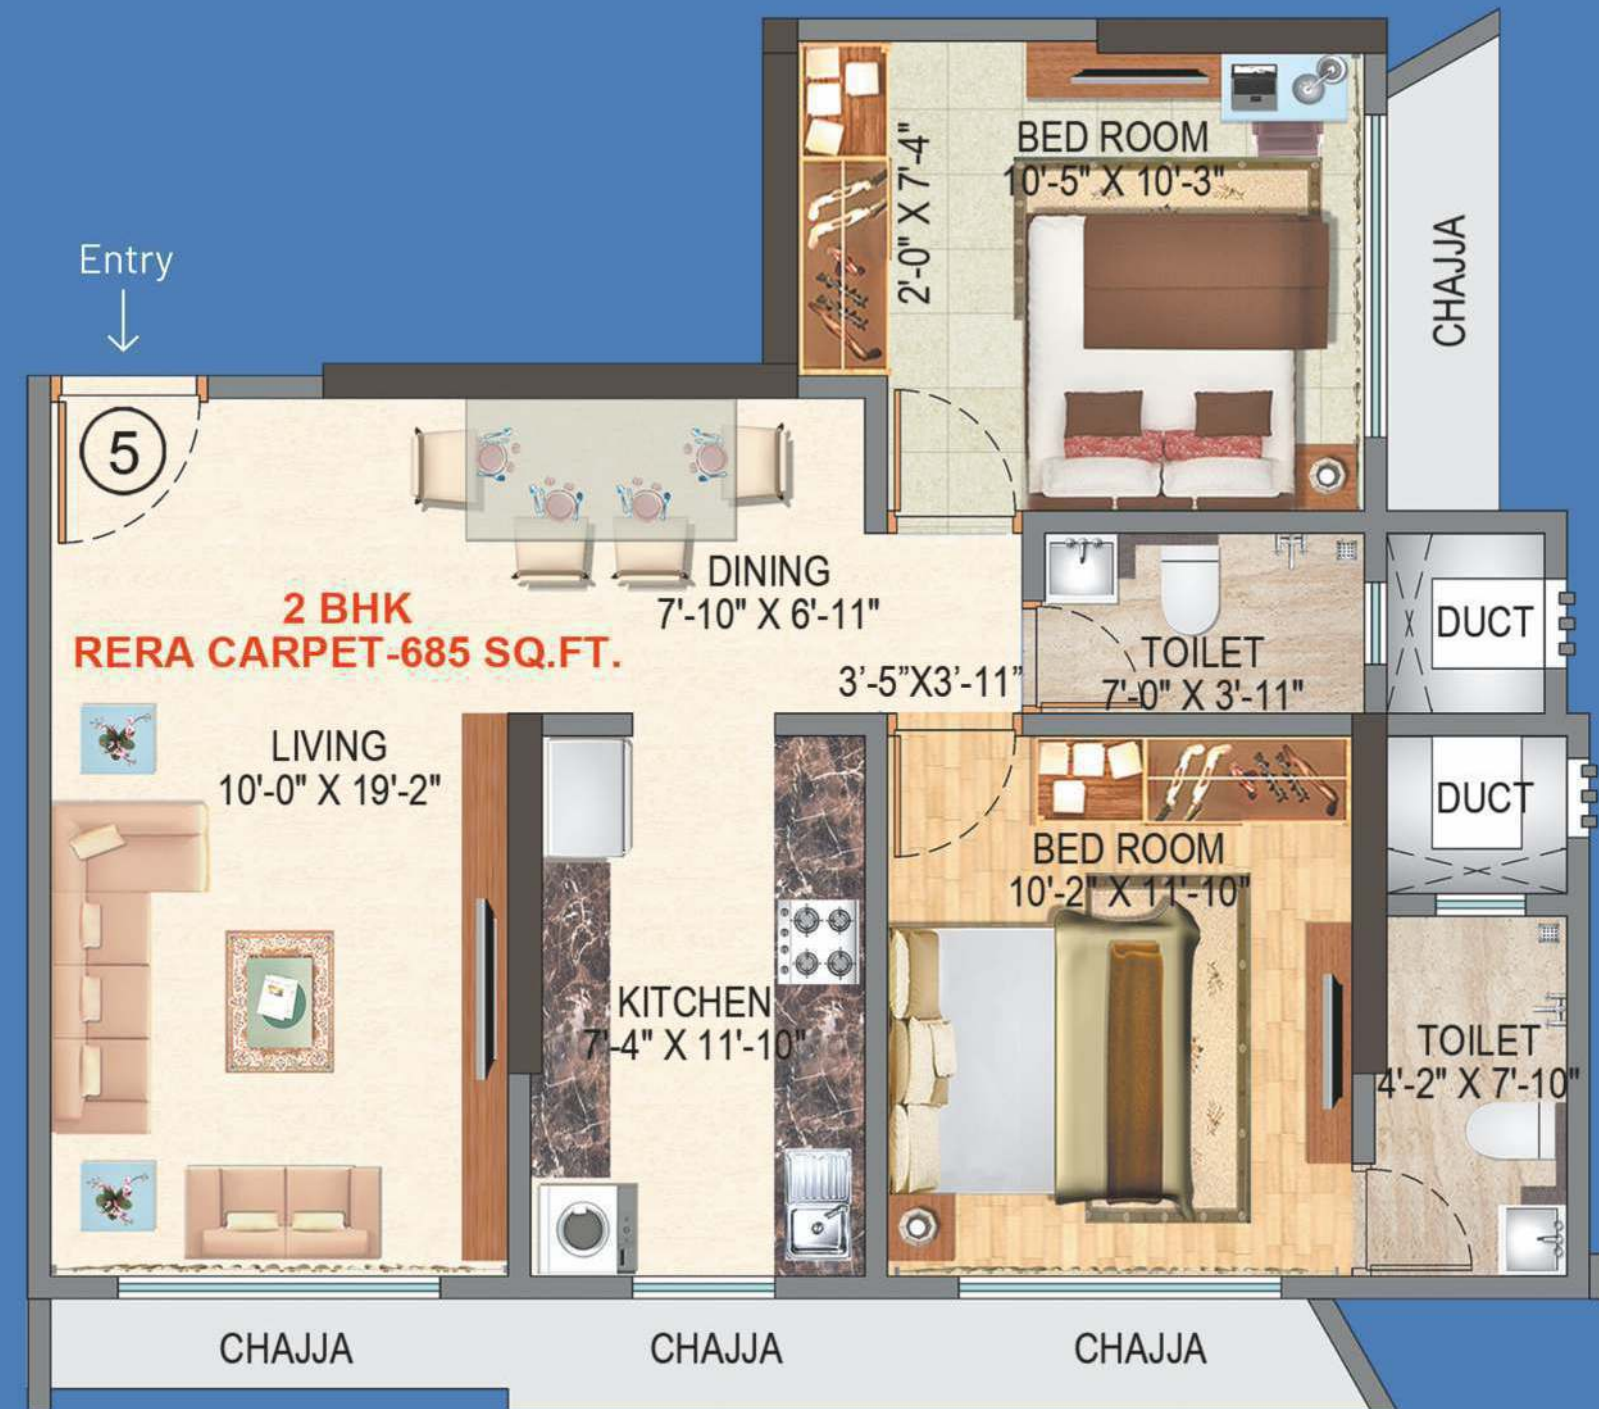 BED ROOM
10'-5" X 10'-3"
2'-0" X 7'-4"
CHAJJA
Entry
5
DINING
7'-10" X 6'-11"
2 BHK
RERA CARPET-685 SQ.FT.
3'-5”X3’-11”
TOILET
7'-0" X 3'-11"
DUCT
LIVING
10'-0" X 19'-2"
DUCT
BED ROOM
10'-2" X 11'-10"
KITCHEN
7'-4" X 11'-10"
TOILET
4'-2" X 7'-10"
CHAJJA
CHAJJA
CHAJJA